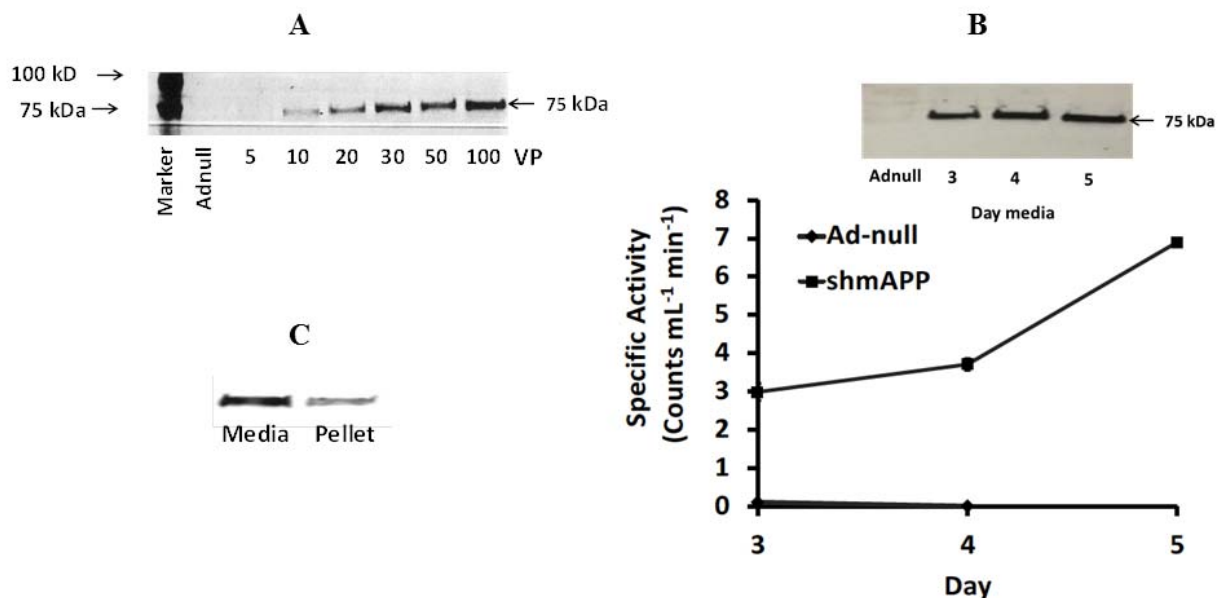 A
100 kD
75 kDa
75 kDa
Marker
Adnull
5 10 20 30 50 100 VP
B
75 kDa
Adnull 3 4 5
Day media
C
Media Pellet
8
7
6
5
4
3
2
1
0
Specific Activity
(Counts mL-1 min-1)
Ad-null
shmAPP
3 4 5
Day